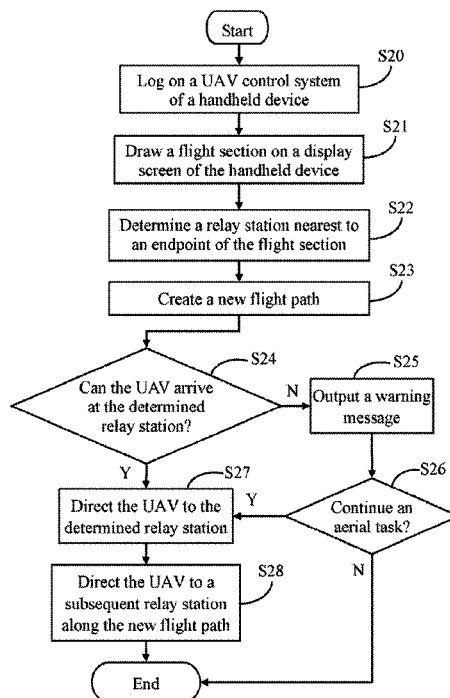 Start
S20
Log on a UAV control system
of a handheld device
S21
Draw a flight section on a display
screen of the handheld device
S22
Determine a relay station nearest to
an endpoint of the flight section
S23
Create a new flight path
S24
Can the UAV arrive
at the determined
relay station?
N
S25
Output a warning
message
Y
S27
Direct the UAV to the
determined relay station
Y
S26
Continue an
aerial task?
N
S28
Direct the UAV to a
subsequent relay station
along the new flight path
End